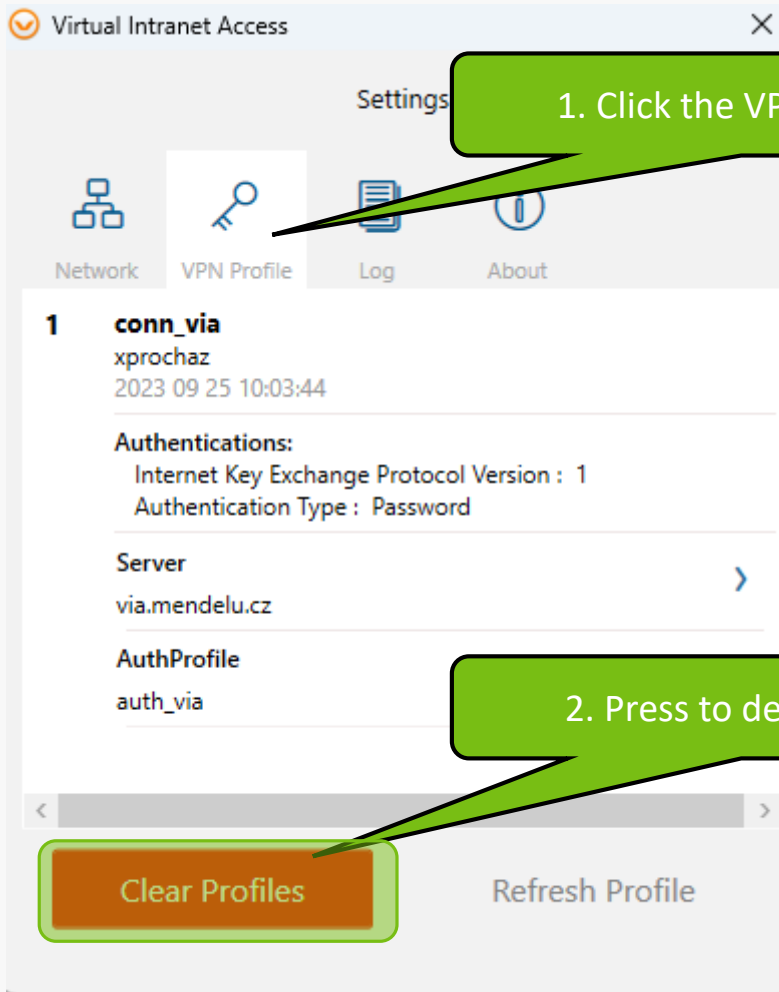 Virtual Intranet Access
Settings
1. Click the
Network
VPN Profile
Log
About
1 conn_via
xprochaz
2023 09 25 10:03:44
Authentications:
Internet Key Exchange Protocol Version : 1
Authentication Type : Password
Server
via.mendelu.cz
AuthProfile
auth_via
2. Press to
Clear Profiles
Refresh Profile